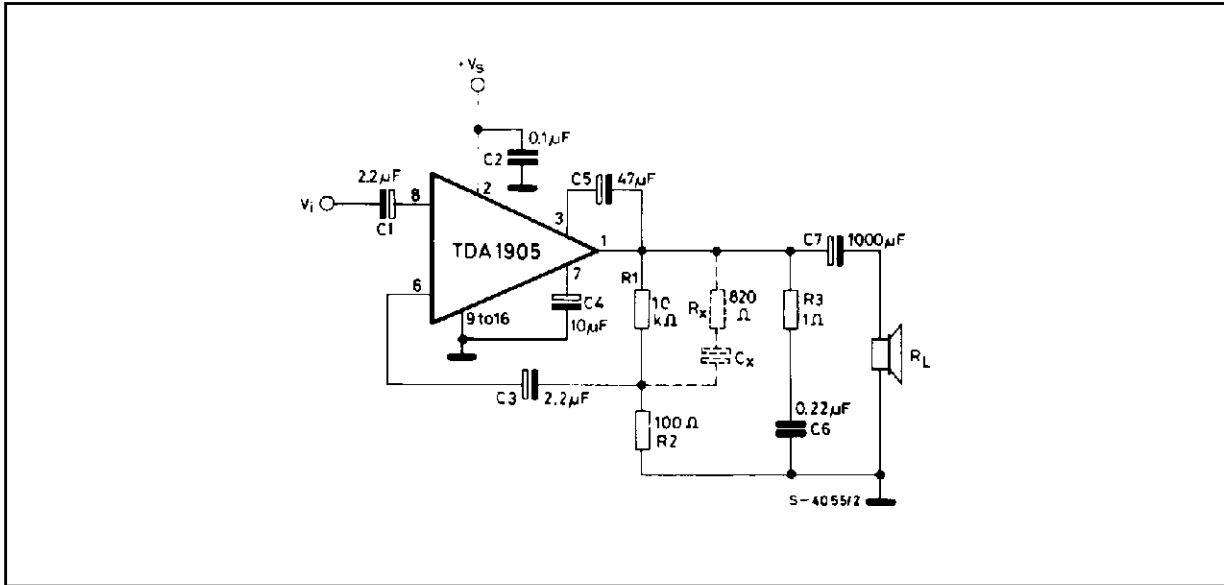 +Vs
0.1µF
C2
2.2µF
C5
47µF
Vi
8
2
C1
3
1
C7
1000µF
TDA1905
7
R1
6
C4
10 kΩ
Rx
820 Ω
R3
1Ω
9 to 16
10µF
Cx
RL
C3
2.2µF
100Ω
R2
0.22µF
C6
S-4055/2